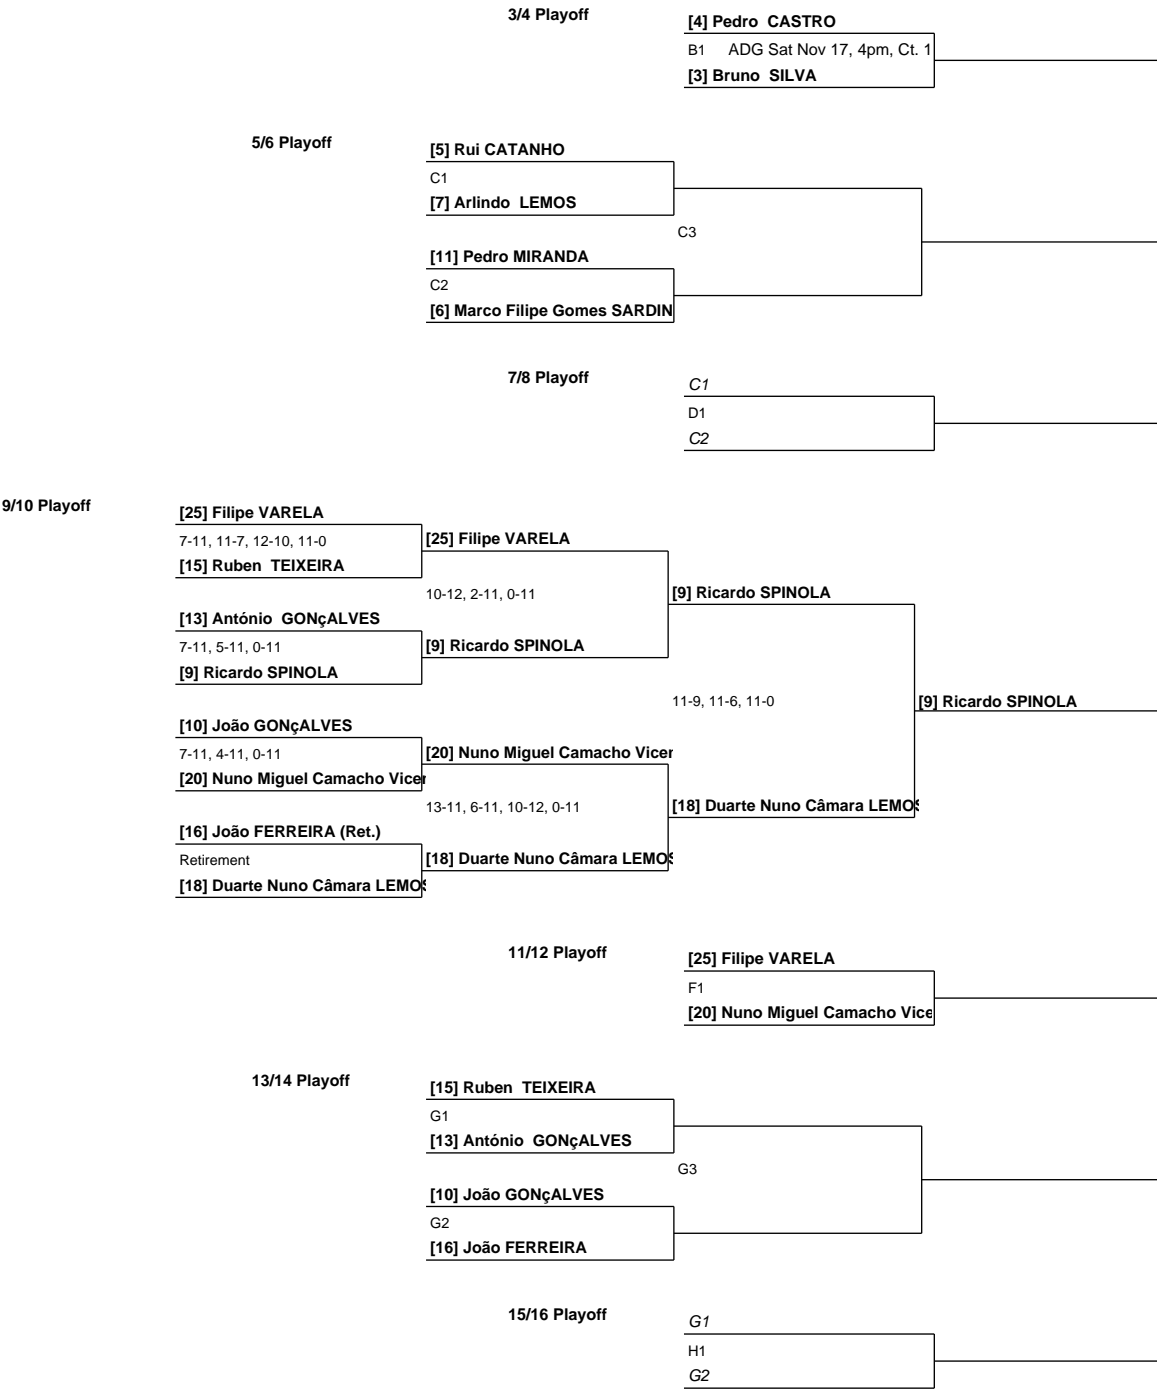 3/4 Playoff
[4] Pedro CASTRO
B1 ADG Sat Nov 17, 4pm, Ct. 1
[3] Bruno SILVA
5/6 Playoff
[5] Rui CATANHO
C1
[7] Arlindo LEMOS
C3
[11] Pedro MIRANDA
C2
[6] Marco Filipe Gomes SARDIN
7/8 Playoff
C1
D1
C2
9/10 Playoff
[25] Filipe VARELA
7-11, 11-7, 12-10, 11-0
[25] Filipe VARELA
[15] Ruben TEIXEIRA
10-12, 2-11, 0-11
[9] Ricardo SPINOLA
[13] António GONçALVES
7-11, 5-11, 0-11
[9] Ricardo SPINOLA
[9] Ricardo SPINOLA
11-9, 11-6, 11-0
[9] Ricardo SPINOLA
[10] João GONçALVES
7-11, 4-11, 0-11
[20] Nuno Miguel Camacho Vicer
[20] Nuno Miguel Camacho Vicer
13-11, 6-11, 10-12, 0-11
[18] Duarte Nuno Câmara LEMOS
[16] João FERREIRA (Ret.)
Retirement
[18] Duarte Nuno Câmara LEMOS
[18] Duarte Nuno Câmara LEMOS
11/12 Playoff
[25] Filipe VARELA
F1
[20] Nuno Miguel Camacho Vice
13/14 Playoff
[15] Ruben TEIXEIRA
G1
[13] António GONçALVES
G3
[10] João GONçALVES
G2
[16] João FERREIRA
15/16 Playoff
G1
H1
G2